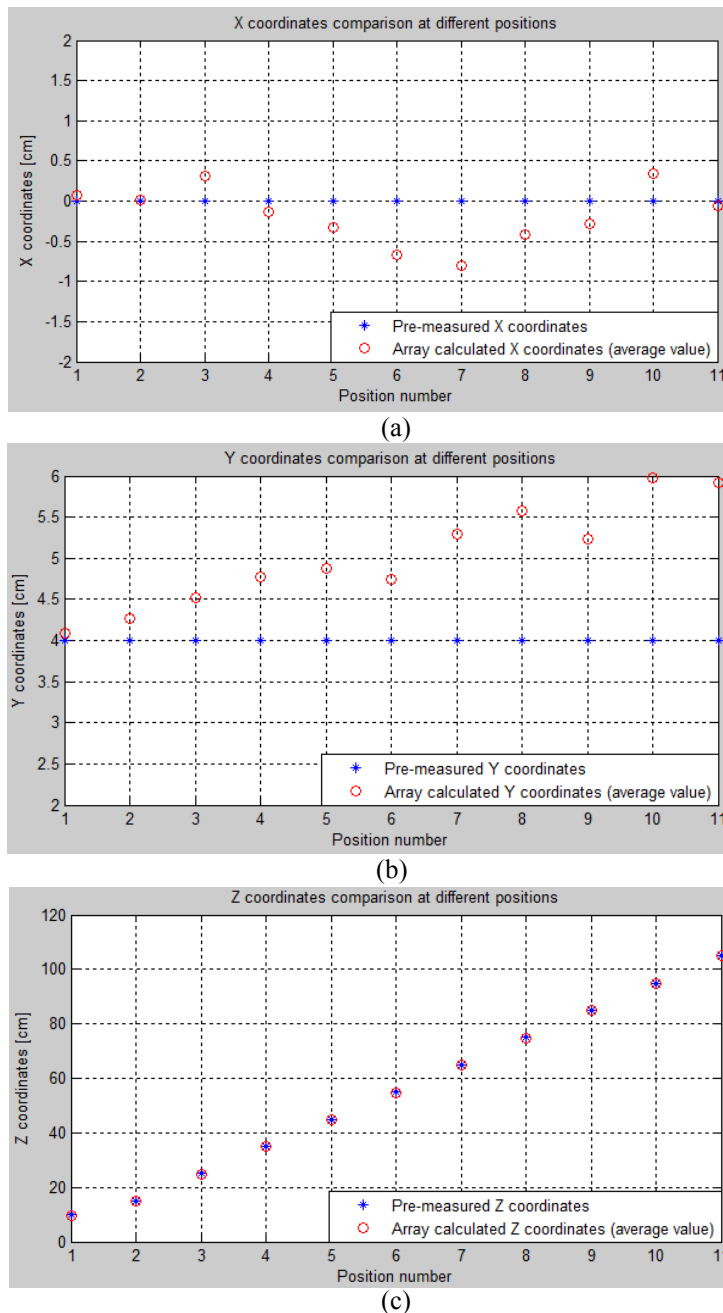 X coordinates comparison at different positions
2
1.5
1
0.5
0
-0.5
-1
-1.5
-2
X coordinates [cm]
Pre-measured X coordinates
Array calculated X coordinates (average value)
1 2 3 4 5 6 7 8 9 10 11
Position number
(a)
Y coordinates comparison at different positions
6
5.5
5
4.5
4
3.5
3
2.5
2
Y coordinates [cm]
Pre-measured Y coordinates
Array calculated Y coordinates (average value)
1 2 3 4 5 6 7 8 9 10 11
Position number
(b)
Z coordinates comparison at different positions
120
100
80
60
40
20
0
Z coordinates [cm]
Pre-measured Z coordinates
Array calculated Z coordinates (average value)
1 2 3 4 5 6 7 8 9 10 11
Position number
(c)